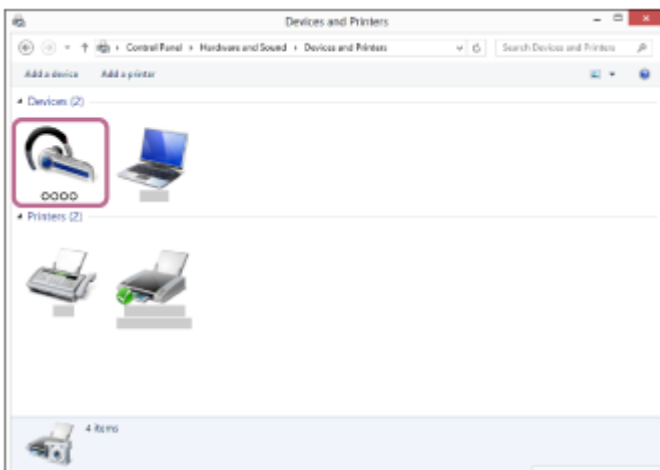 Devices and Printers
Control Panel › Hardware and Sound › Devices and Printers
Search Devices and Printers
Add a device Add a printer
Devices (2)
oooo
Printers (2)
4 items